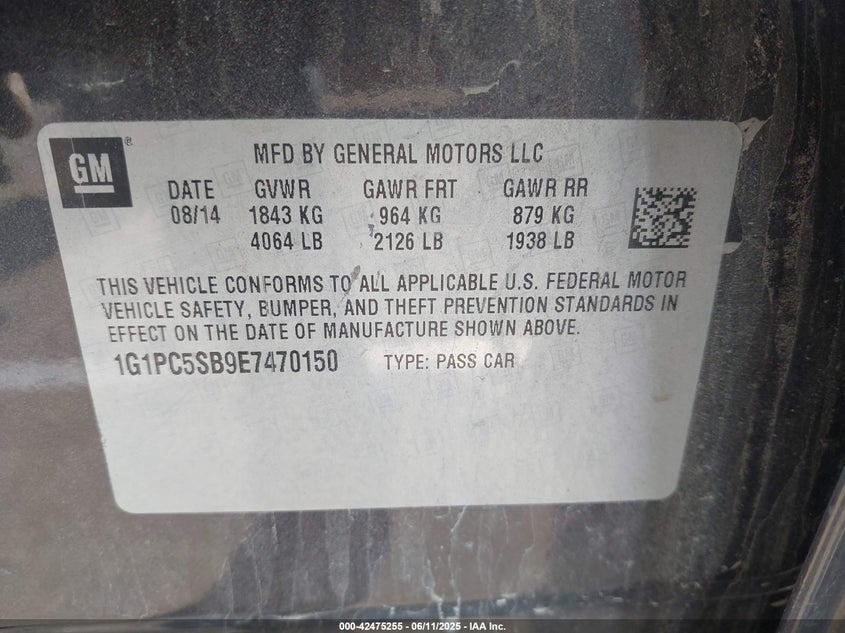 GM ®
MFD BY GENERAL MOTORS LLC
DATE GVWR GAWR FRT GAWR RR
08/14 1843 KG 964 KG 879 KG
4064 LB 2126 LB 1938 LB
THIS VEHICLE CONFORMS TO ALL APPLICABLE U.S. FEDERAL MOTOR
VEHICLE SAFETY, BUMPER, AND THEFT PREVENTION STANDARDS IN
EFFECT ON THE DATE OF MANUFACTURE SHOWN ABOVE.
1G1PC5SB9E7470150 TYPE: PASS CAR
000-42475255 - 06/11/2025 - IAA Inc.